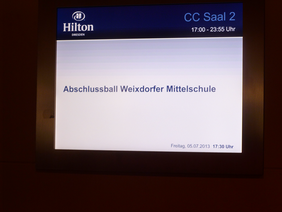 Hilton
DRESDEN
CC Saal 2
17:00 - 23:55 Uhr
Abschlussball Weixdorfer Mittelschule
Freitag, 05.07.2013 17:30 Uhr